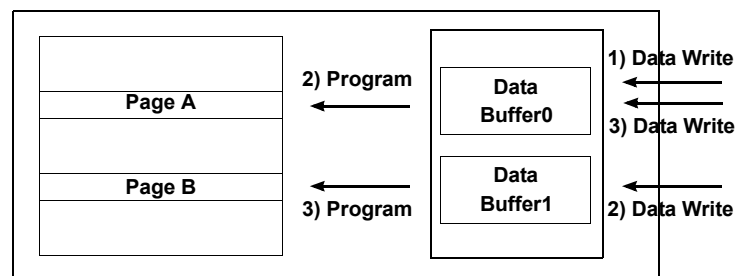 1) Data Write
2) Program
Data
Buffer0
Page A
3) Data Write
Page B
Data
Buffer1
3) Program
2) Data Write